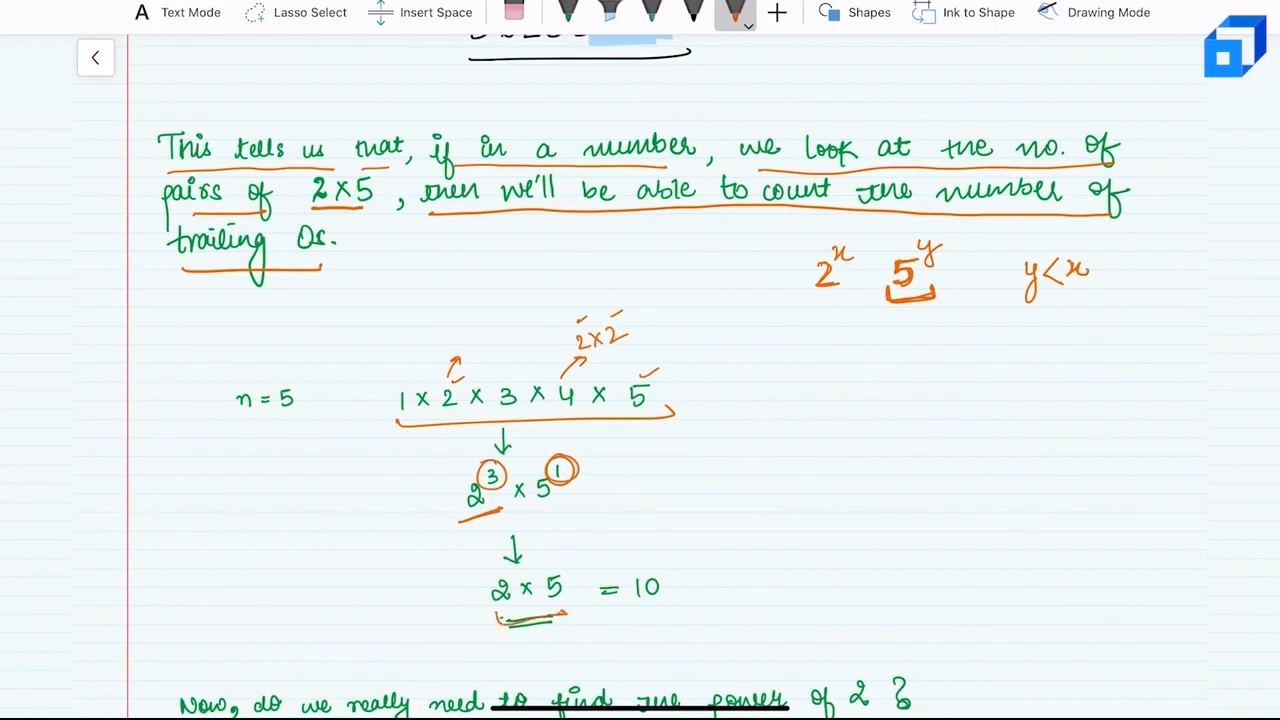 A Text Mode Lasso Select Insert Space Shapes Ink to Shape Drawing Mode
This tells us that, if in a number, we look at the no. of
pairs of 2×5, then we'll be able to count the number of
trailing 0s.
2^x 5^y y<x
2×2
n = 5 1 × 2 × 3 × 4 × 5
↓
2^3 × 5^1
↓
2 × 5 = 10
Now, do we really need to find the power of 2 ?